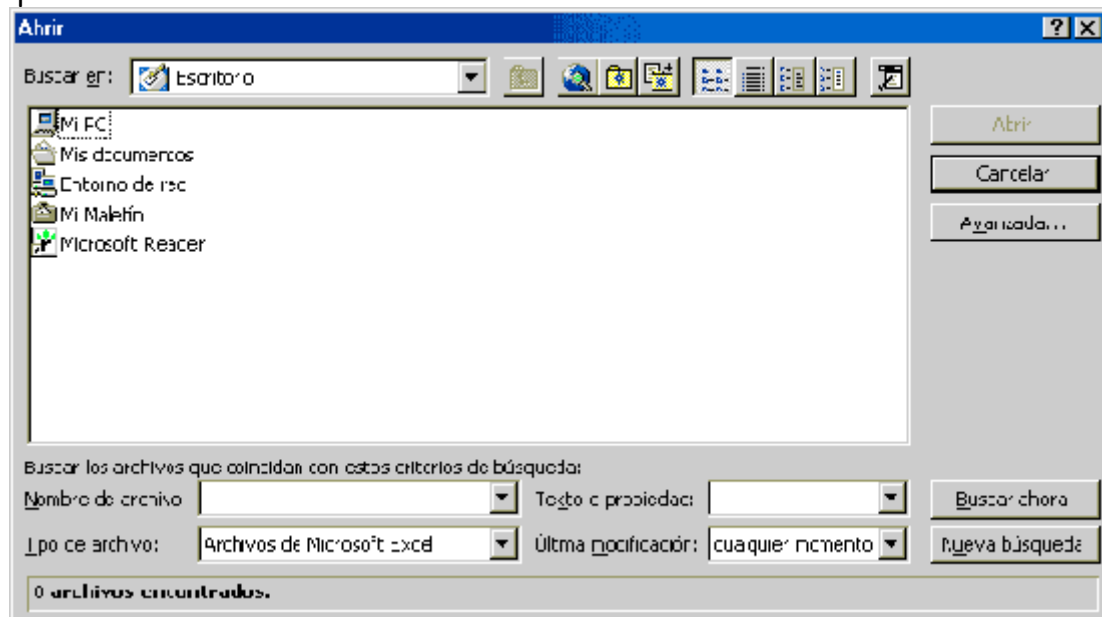 Abrir
Buscar en: Escritorio
Mi PC
Mis documentos
Entorno de red
Mi Maletín
Microsoft Reader
Abrir
Cancelar
Avanzada...
Buscar los archivos que coincidan con estos criterios de búsqueda:
Nombre de archivo Texto o propiedad: Buscar ahora
Tipo de archivo: Archivos de Microsoft Excel Última modificación: cualquier momento Nueva búsqueda
0 archivos encontrados.